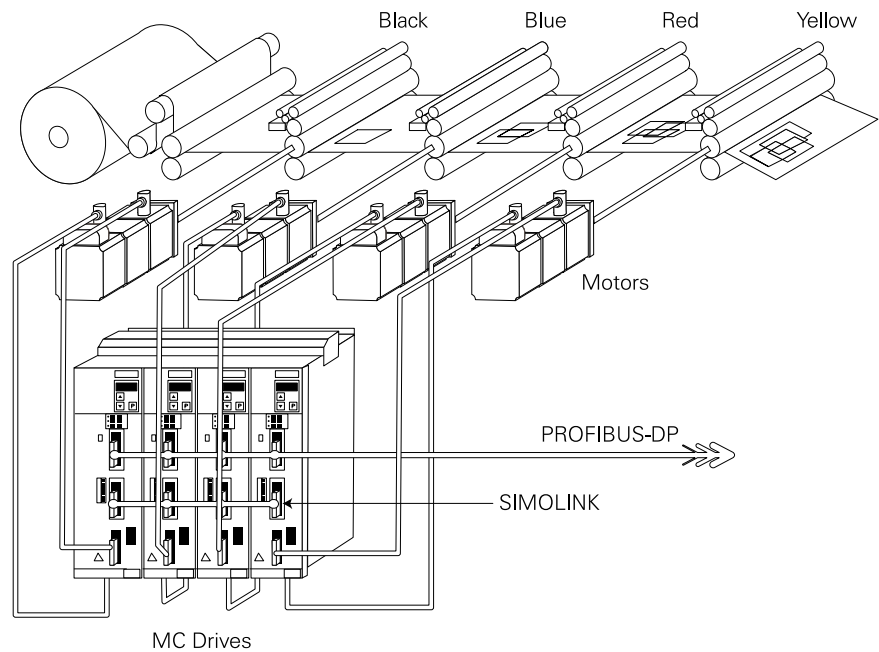 Black Blue Red Yellow
Motors
P P P P
PROFIBUS-DP
SIMOLINK
MC Drives